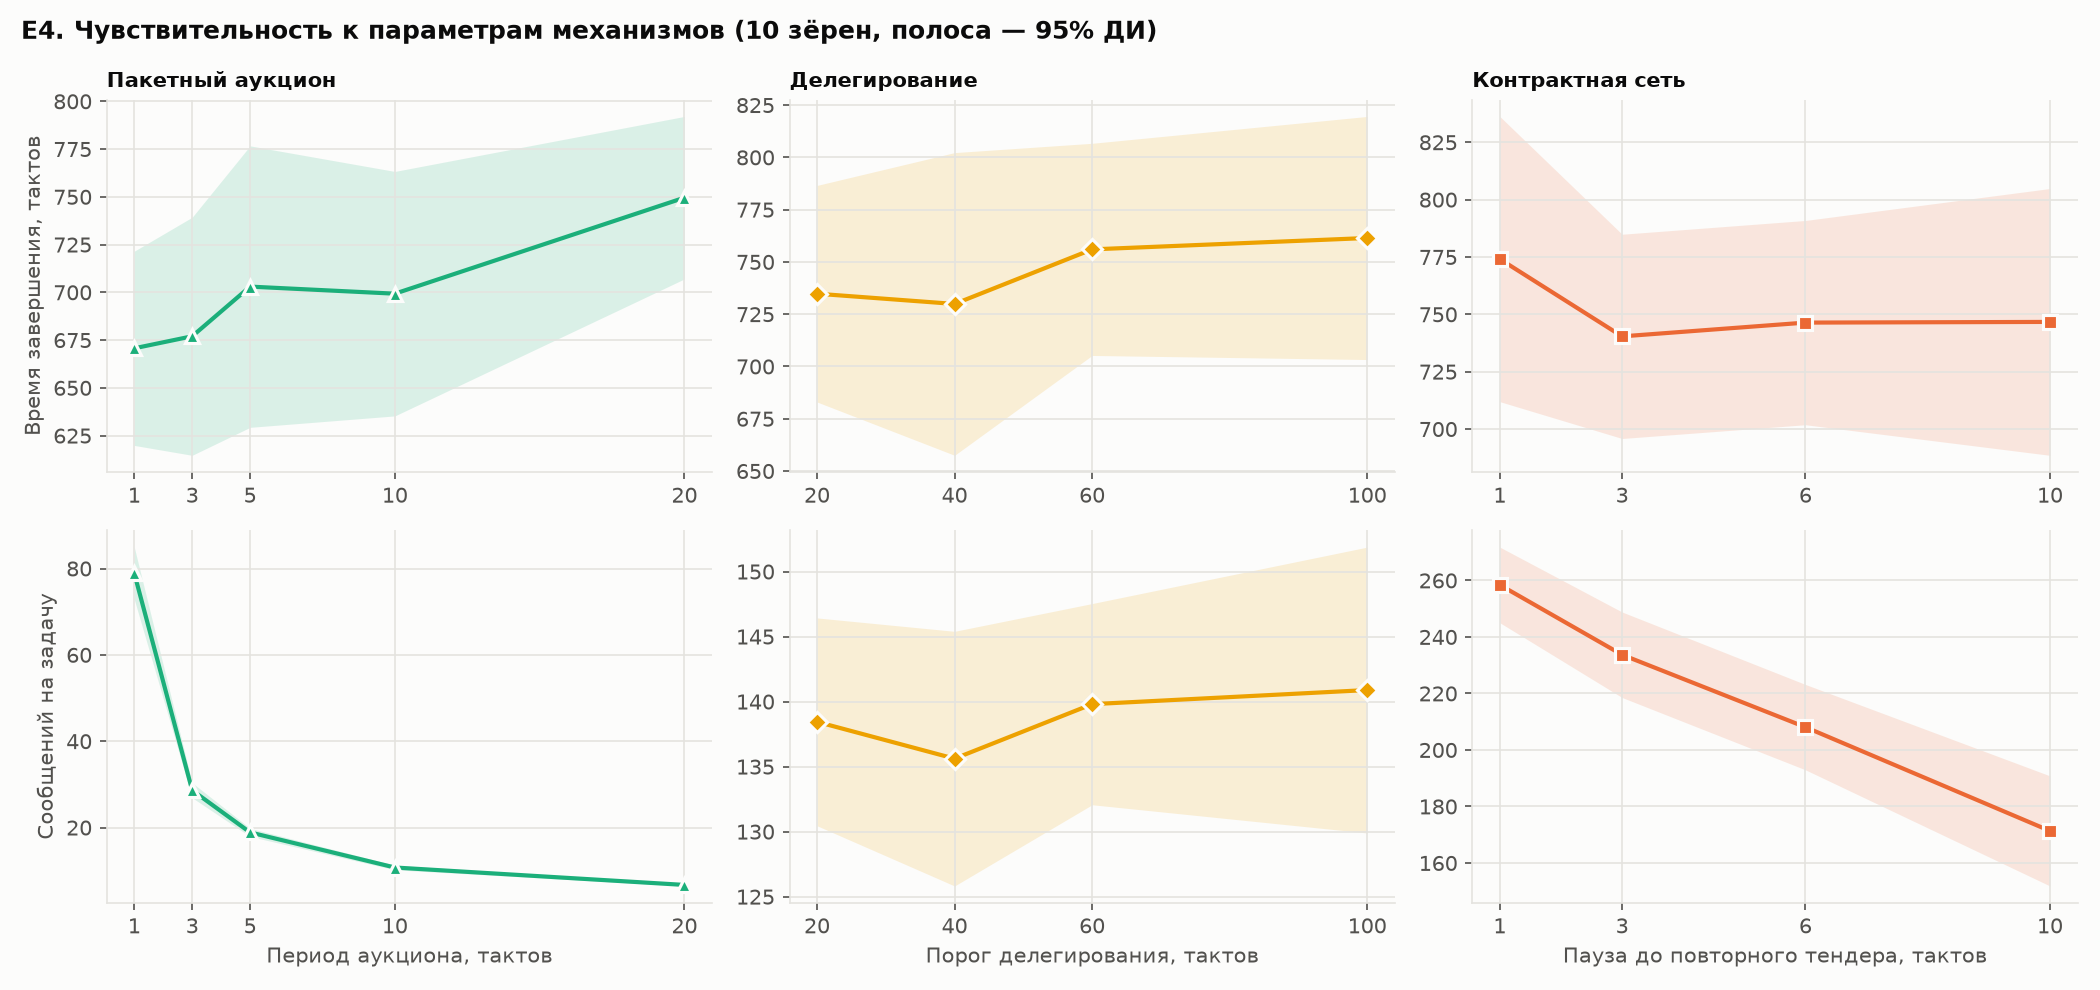 E4. Чувствительность к параметрам механизмов (10 зёрен, полоса — 95% ДИ)
Пакетный аукцион
Время завершения, тактов
800
775
750
725
700
675
650
625
1 3 5 10 20
Делегирование
825
800
775
750
725
700
675
650
20 40 60 100
Контрактная сеть
825
800
775
750
725
700
1 3 6 10
Сообщений на задачу
80
60
40
20
1 3 5 10 20
Период аукциона, тактов
150
145
140
135
130
125
20 40 60 100
Порог делегирования, тактов
260
240
220
200
180
160
1 3 6 10
Пауза до повторного тендера, тактов